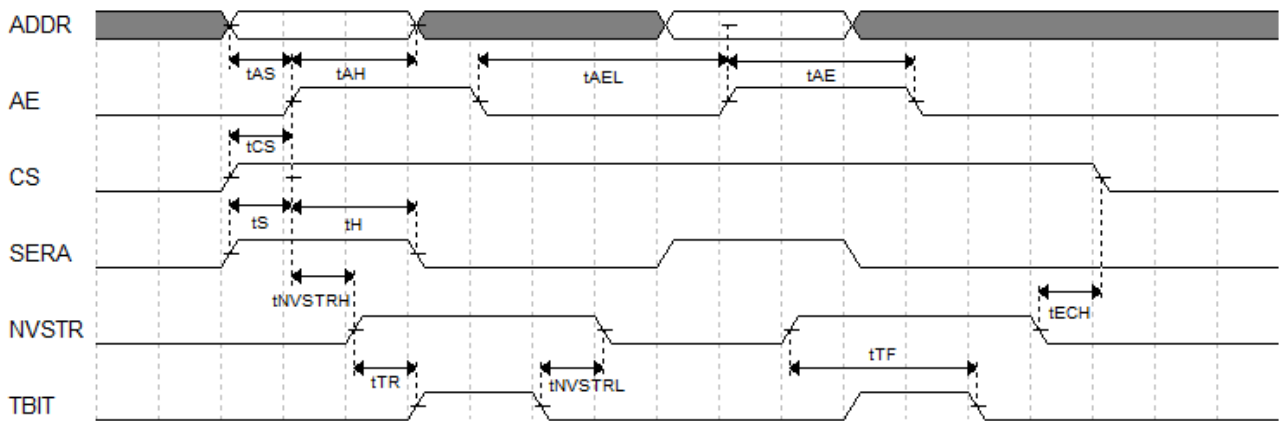 ADDR
tAS tAH tAEL tAE
AE
tCS
CS
tS tH
SERA
tNVSTRH tECH
NVSTR
tTR tNVSTRL tTF
TBIT